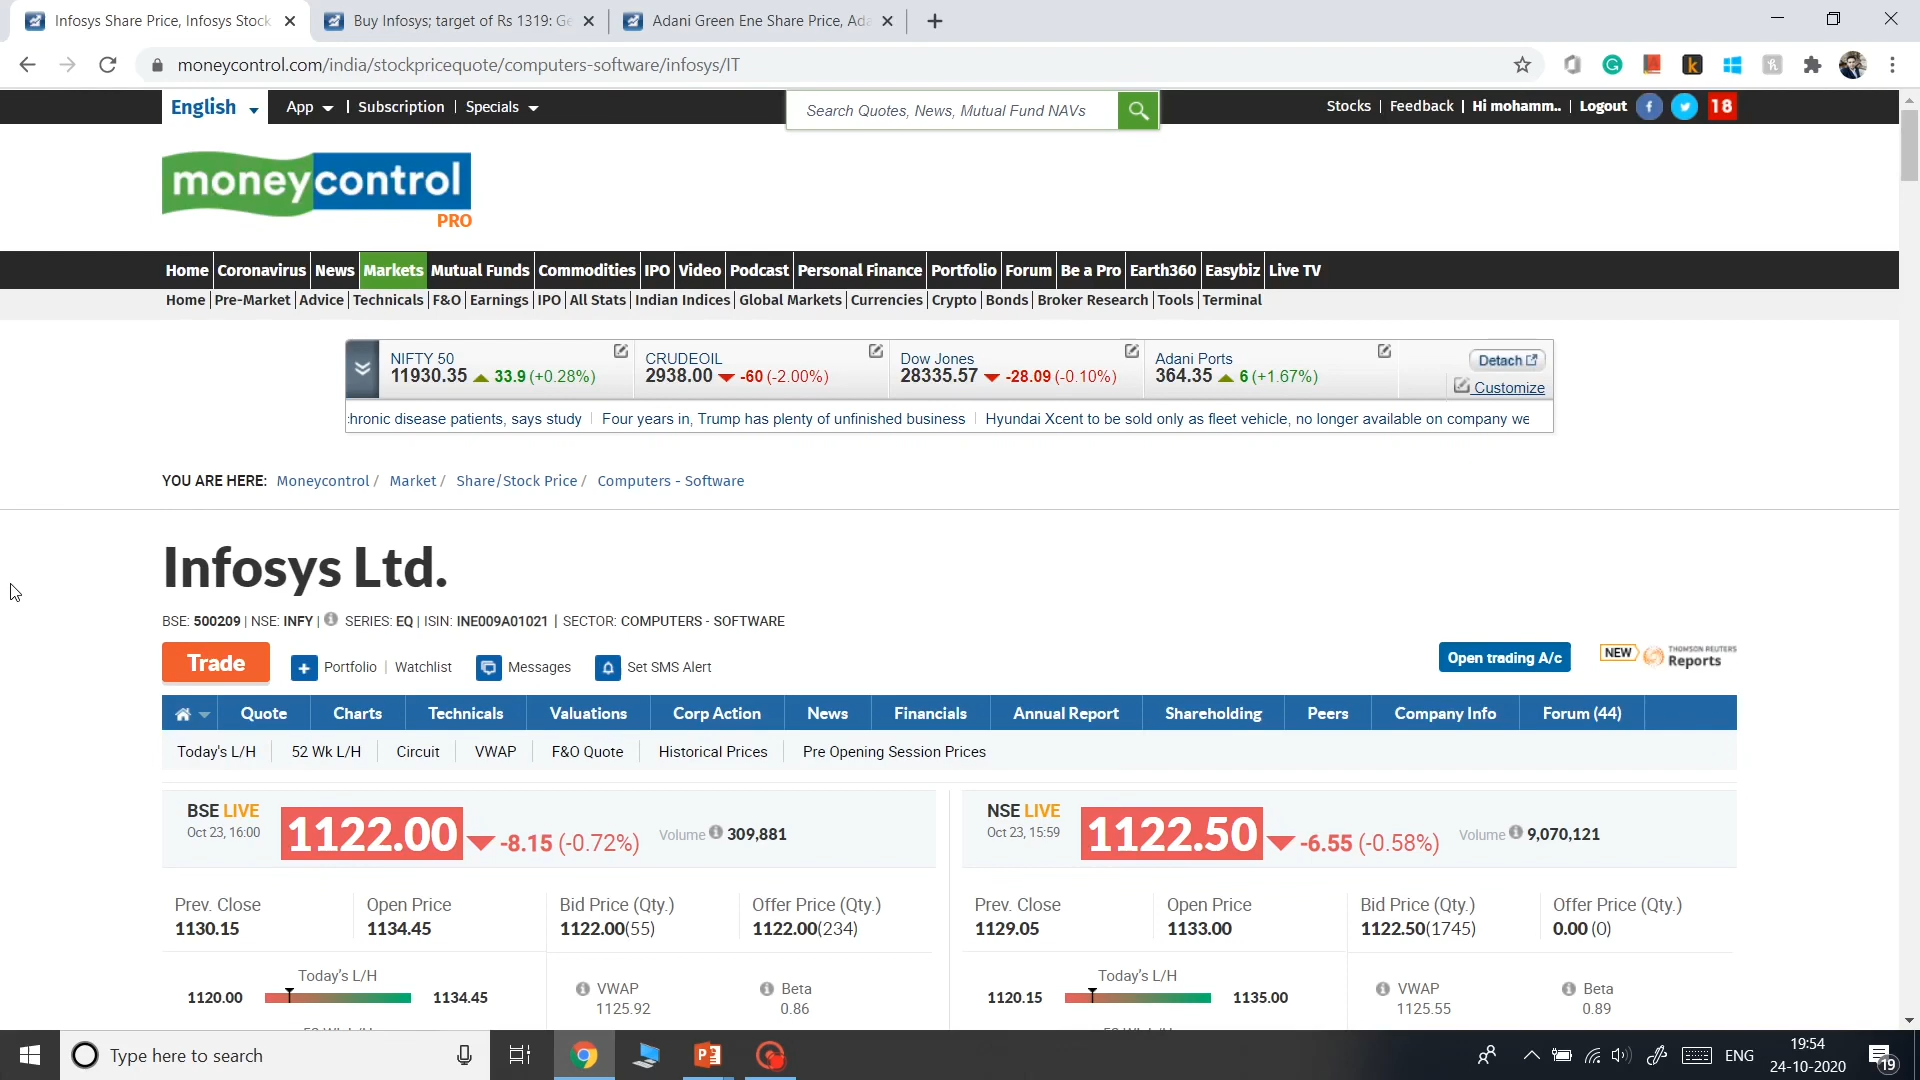 Infosys Share Price, Infosys Stock
Buy Infosys; target of Rs 1319: Ge
Adani Green Ene Share Price, Ada
moneycontrol.com/india/stockpricequote/computers-software/infosys/IT
English
App | Subscription | Specials
Search Quotes, News, Mutual Fund NAVs
Stocks | Feedback | Hi mohamm.. | Logout
18
moneycontrol
PRO
Home Coronavirus News Markets Mutual Funds Commodities IPO Video Podcast Personal Finance Portfolio Forum Be a Pro Earth360 Easybiz Live TV
Home Pre-Market Advice Technicals F&O Earnings IPO All Stats Indian Indices Global Markets Currencies Crypto Bonds Broker Research Tools Terminal
NIFTY 50
11930.35 33.9 (+0.28%)
CRUDEOIL
2938.00 -60 (-2.00%)
Dow Jones
28335.57 -28.09 (-0.10%)
Adani Ports
364.35 6 (+1.67%)
Detach
Customize
:hronic disease patients, says study | Four years in, Trump has plenty of unfinished business | Hyundai Xcent to be sold only as fleet vehicle, no longer available on company we
YOU ARE HERE: Moneycontrol / Market / Share/Stock Price / Computers - Software
Infosys Ltd.
BSE: 500209 | NSE: INFY | SERIES: EQ | ISIN: INE009A01021 | SECTOR: COMPUTERS - SOFTWARE
Trade
Portfolio | Watchlist
Messages
Set SMS Alert
Open trading A/c
NEW
THOMSON REUTERS
Reports
Quote Charts Technicals Valuations Corp Action News Financials Annual Report Shareholding Peers Company Info Forum (44)
Today's L/H 52 Wk L/H Circuit VWAP F&O Quote Historical Prices Pre Opening Session Prices
BSE LIVE
Oct 23, 16:00
1122.00 -8.15 (-0.72%)
Volume 309,881
Prev. Close
1130.15
Open Price
1134.45
Bid Price (Qty.)
1122.00(55)
Offer Price (Qty.)
1122.00(234)
Today's L/H
1120.00 1134.45
VWAP
1125.92
Beta
0.86
NSE LIVE
Oct 23, 15:59
1122.50 -6.55 (-0.58%)
Volume 9,070,121
Prev. Close
1129.05
Open Price
1133.00
Bid Price (Qty.)
1122.50(1745)
Offer Price (Qty.)
0.00 (0)
Today's L/H
1120.15 1135.00
VWAP
1125.55
Beta
0.89
Type here to search
ENG
19:54
24-10-2020
19